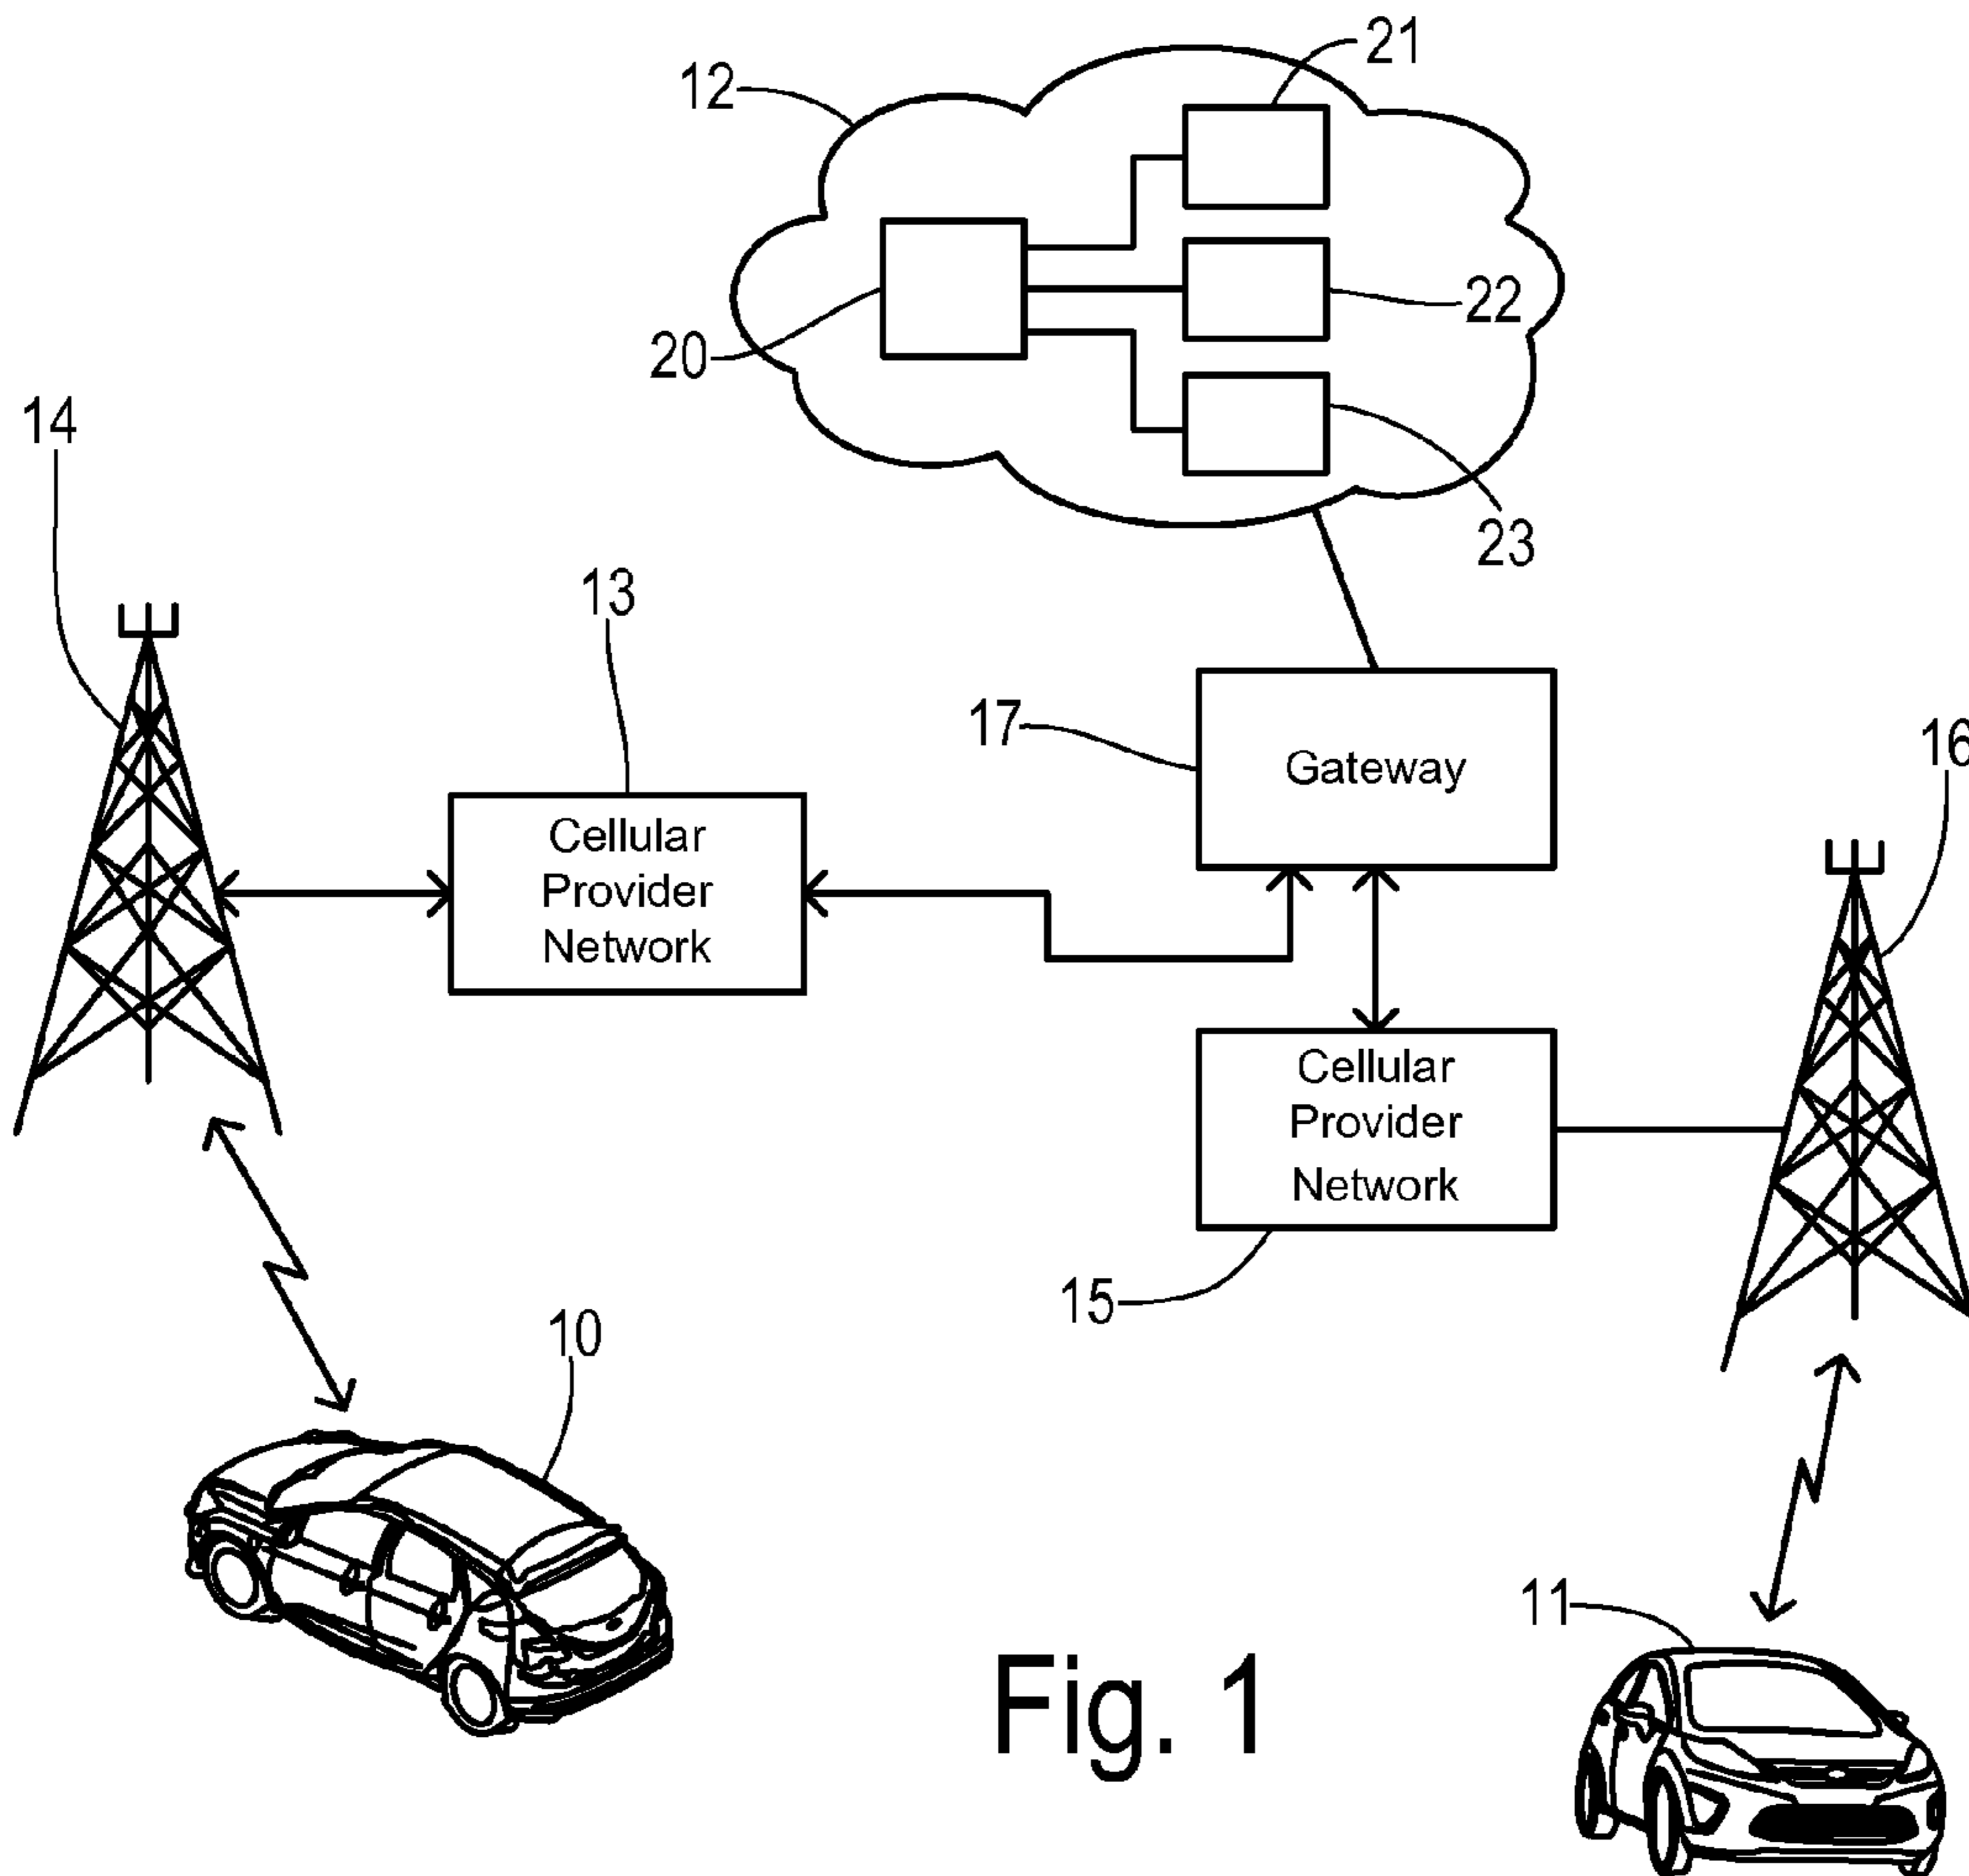 21
12
22
20
14
23
13
17
Gateway
16
Cellular
Provider
Network
Cellular
Provider
Network
15
10
11
Fig. 1